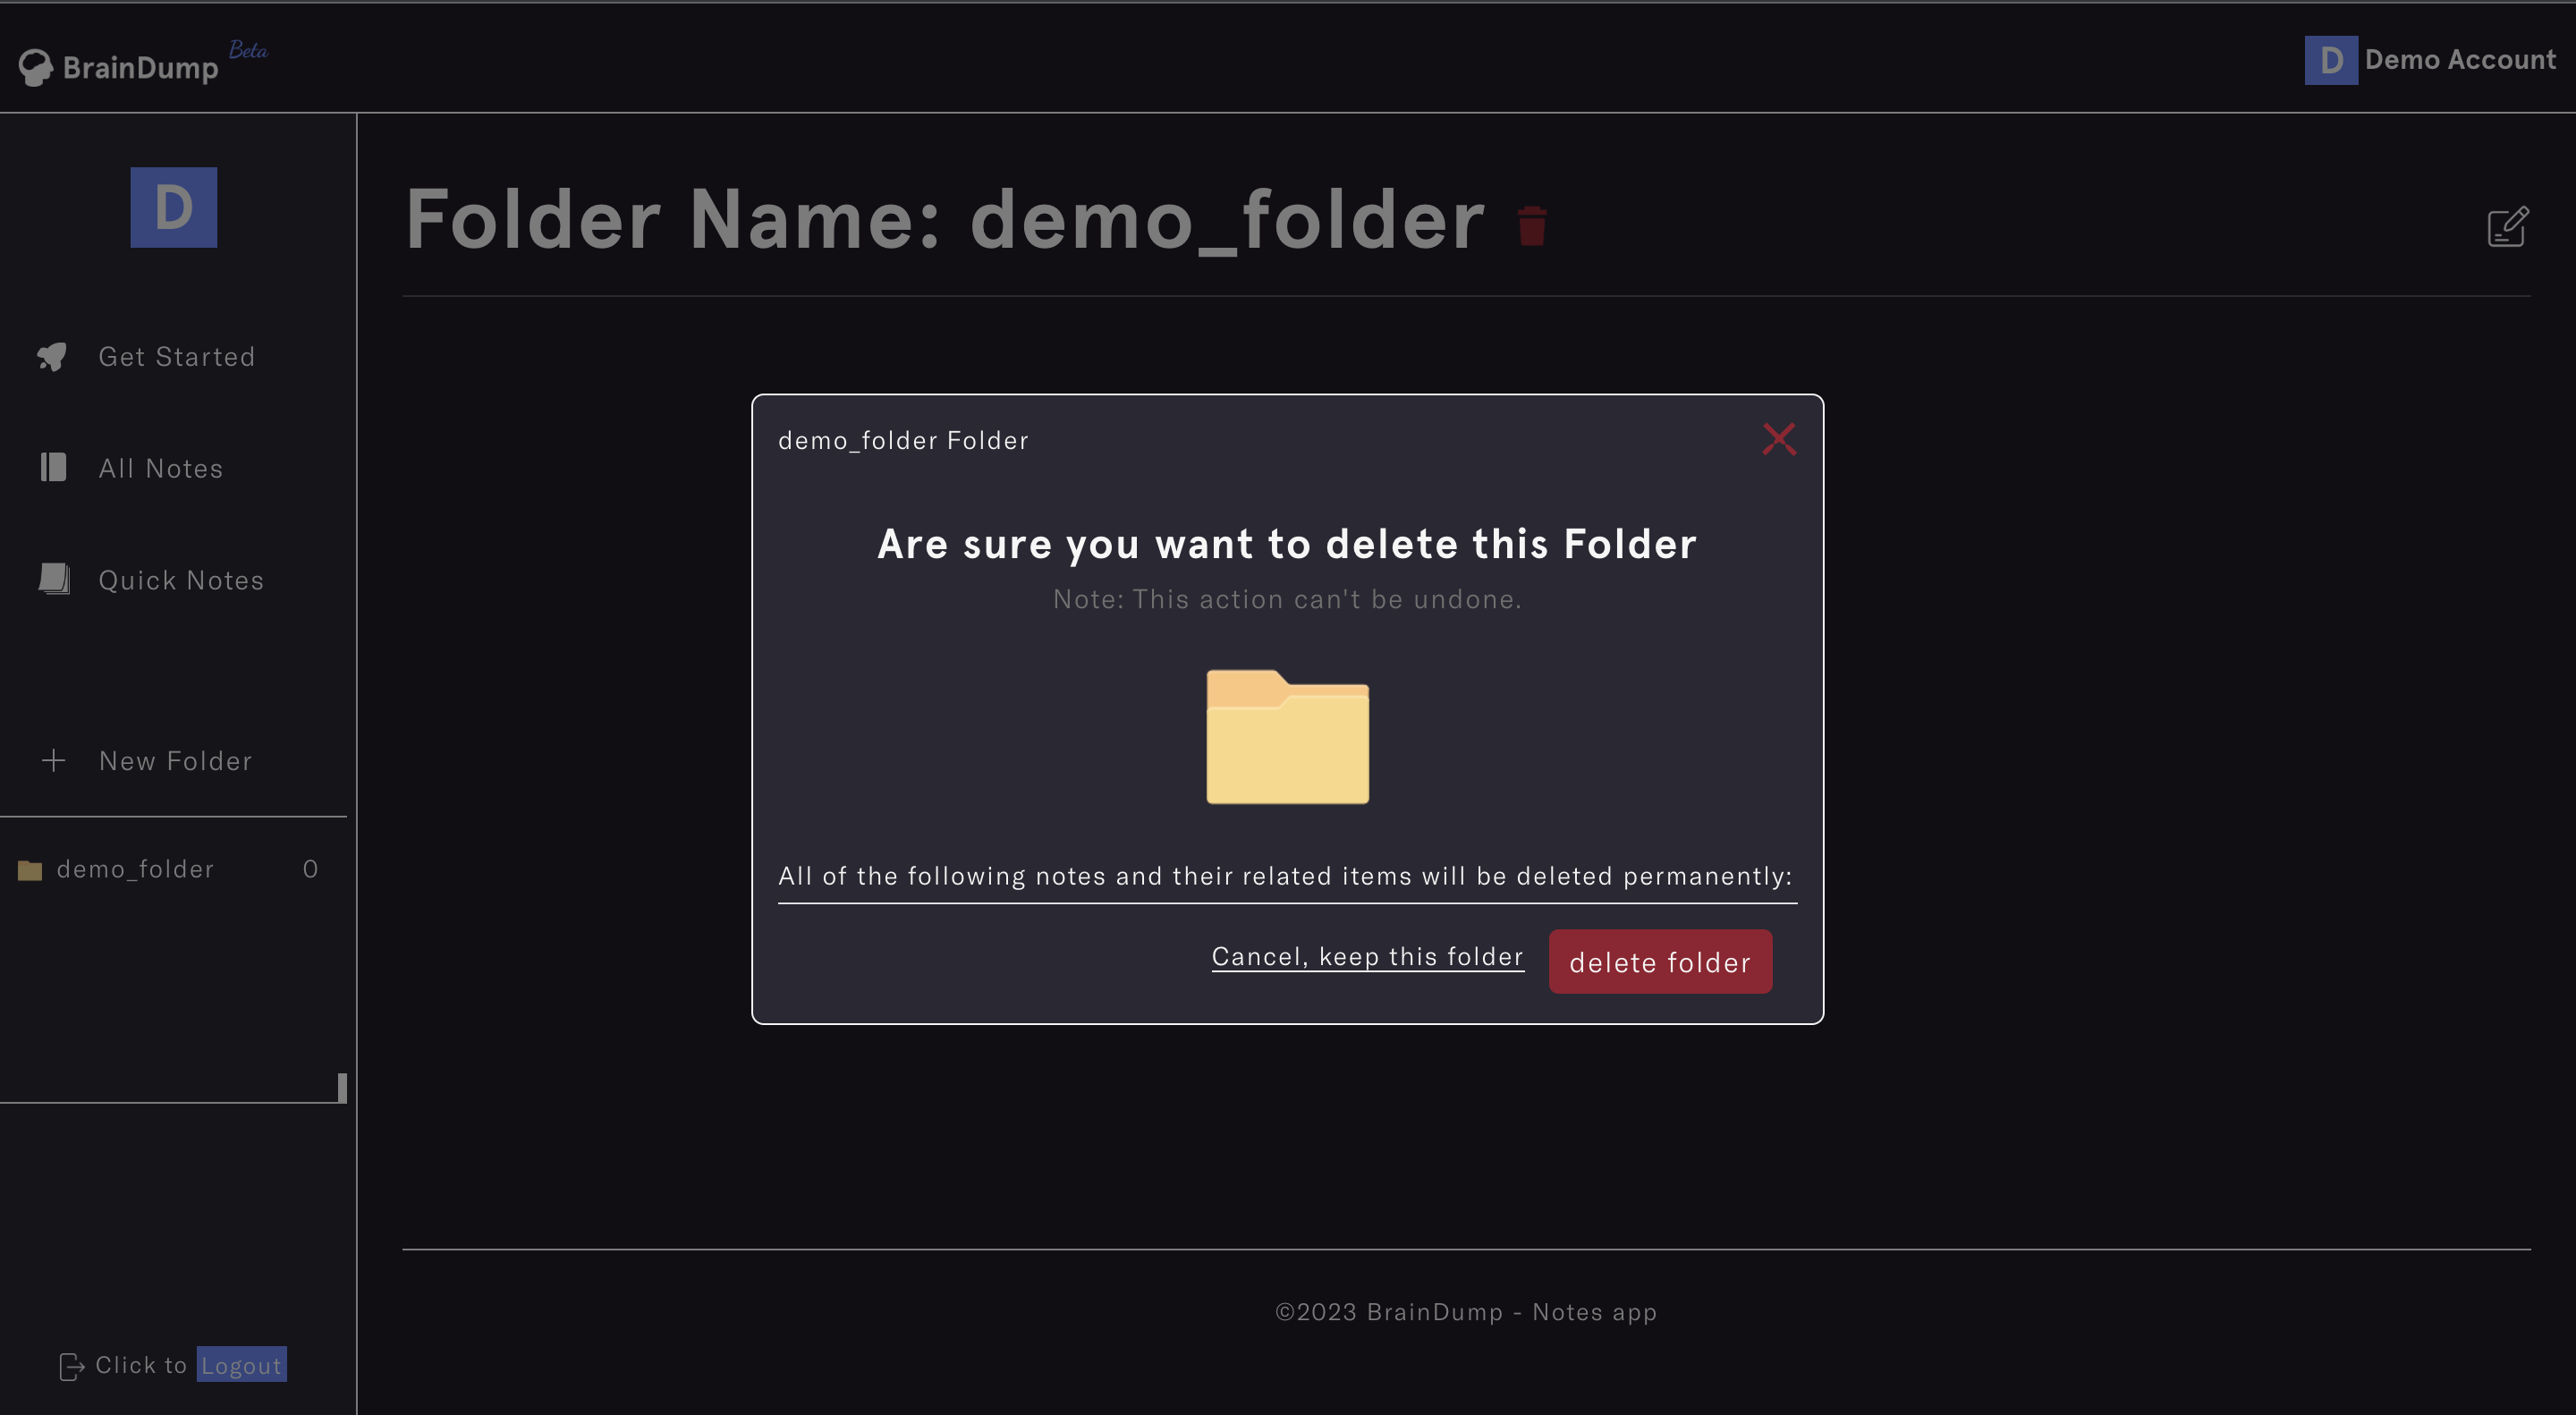 BrainDump Beta
D Demo Account
D
Get Started
All Notes
Quick Notes
New Folder
demo_folder 0
Click to Logout
Folder Name: demo_folder
demo_folder Folder
Are sure you want to delete this Folder
Note: This action can't be undone.
All of the following notes and their related items will be deleted permanently:
Cancel, keep this folder
delete folder
©2023 BrainDump - Notes app